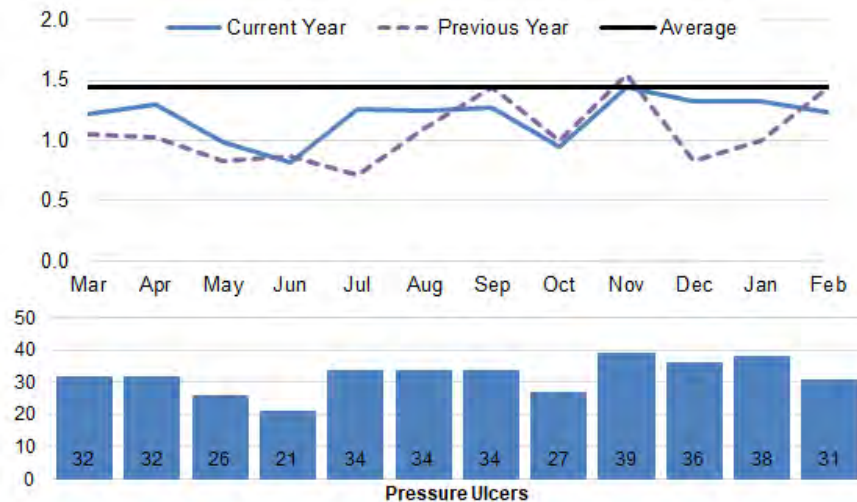 2.0
Current Year Previous Year Average
1.5
1.0
0.5
0.0
Mar Apr May Jun Jul Aug Sep Oct Nov Dec Jan Feb
50
40
30
20
10
32 32 26 21 34 34 34 27 39 36 38 31
0
Pressure Ulcers